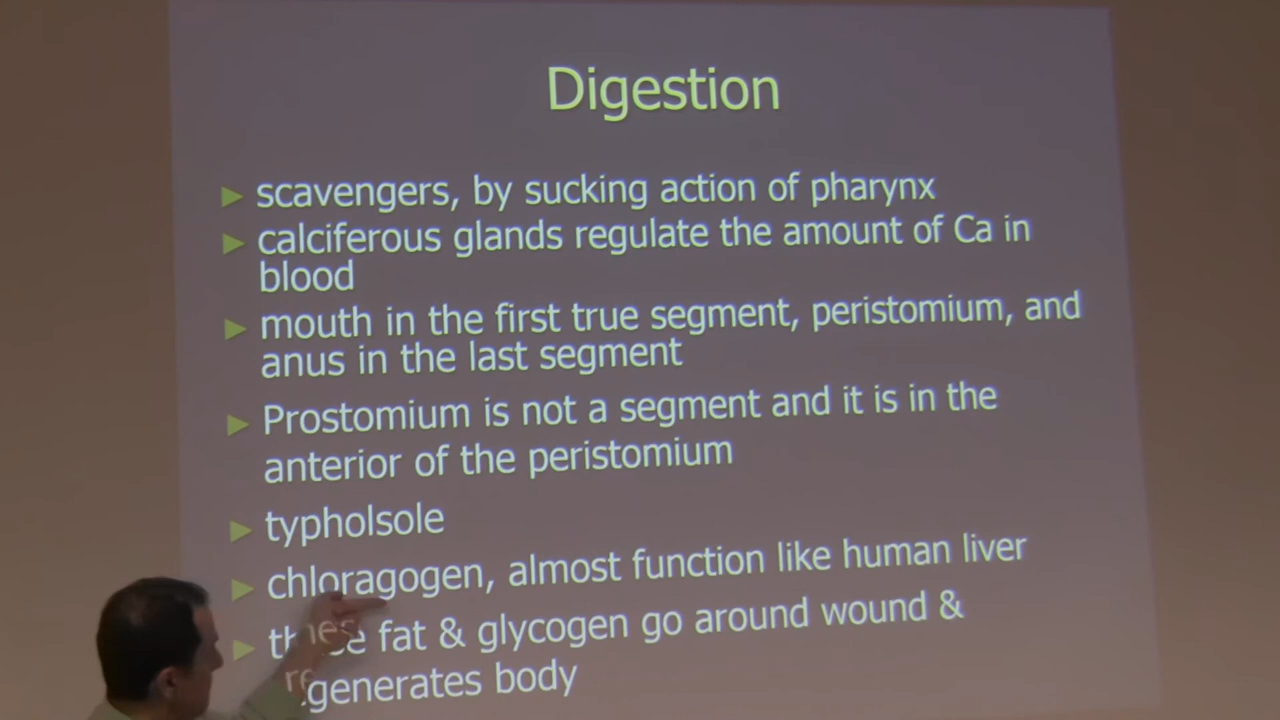 Digestion
► scavengers, by sucking action of pharynx
► calciferous glands regulate the amount of Ca in
blood
► mouth in the first true segment, peristomium, and
anus in the last segment
► Prostomium is not a segment and it is in the
anterior of the peristomium
► typholsole
► chloragogen, almost function like human liver
► these fat & glycogen go around wound &
regenerates body